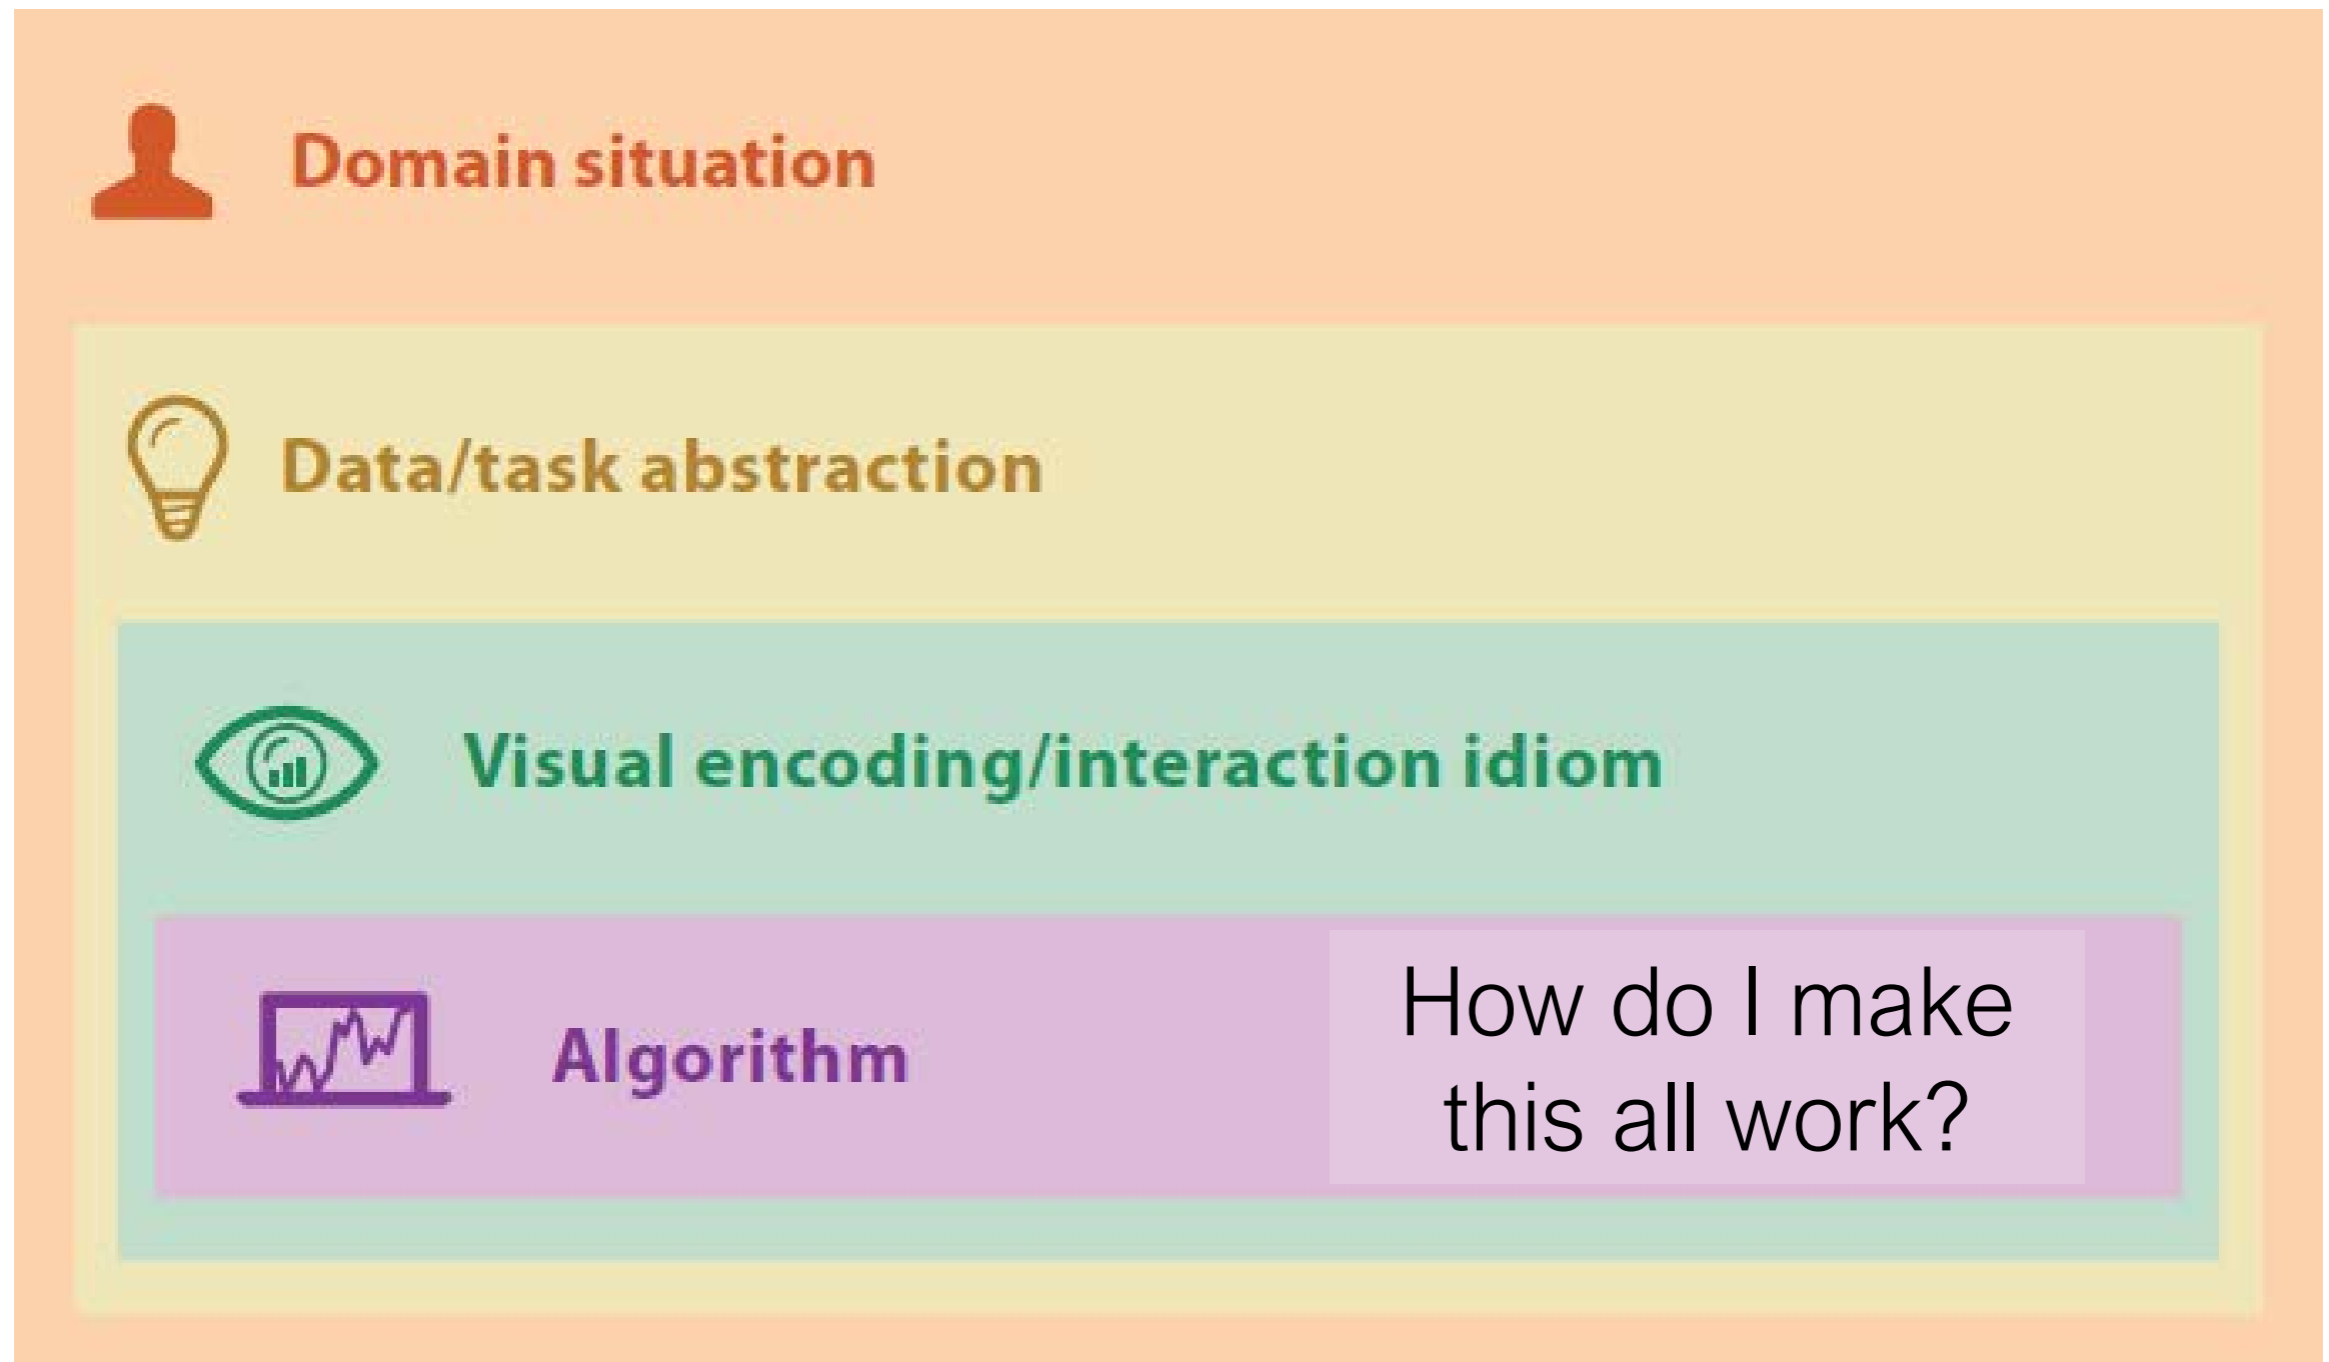 Domain situation
Data/task abstraction
Visual encoding/interaction idiom
Algorithm
How do I make
this all work?